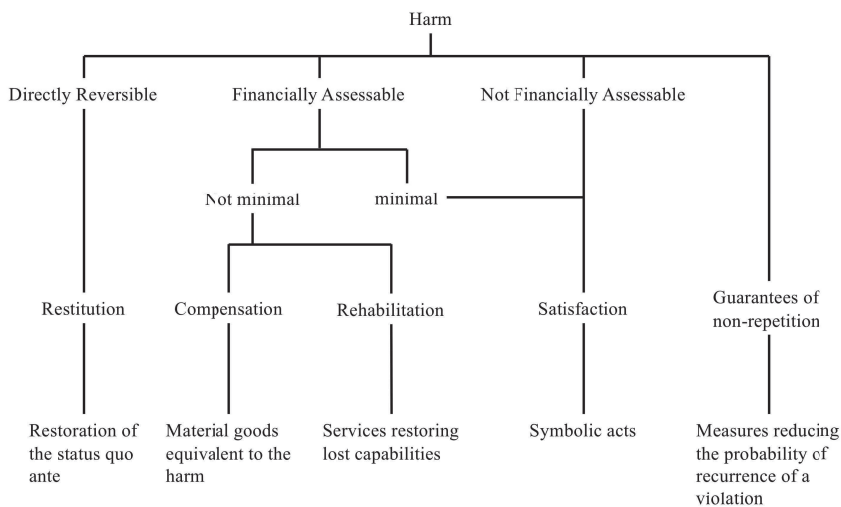 Harm
Directly Reversible
Financially Assessable
Not Financially Assessable
Not minimal
minimal
Restitution
Compensation
Rehabilitation
Satisfaction
Guarantees of
non-repetition
Restoration of
the status quo
ante
Material goods
equivalent to the
harm
Services restoring
lost capabilities
Symbolic acts
Measures reducing
the probability of
recurrence of a
violation